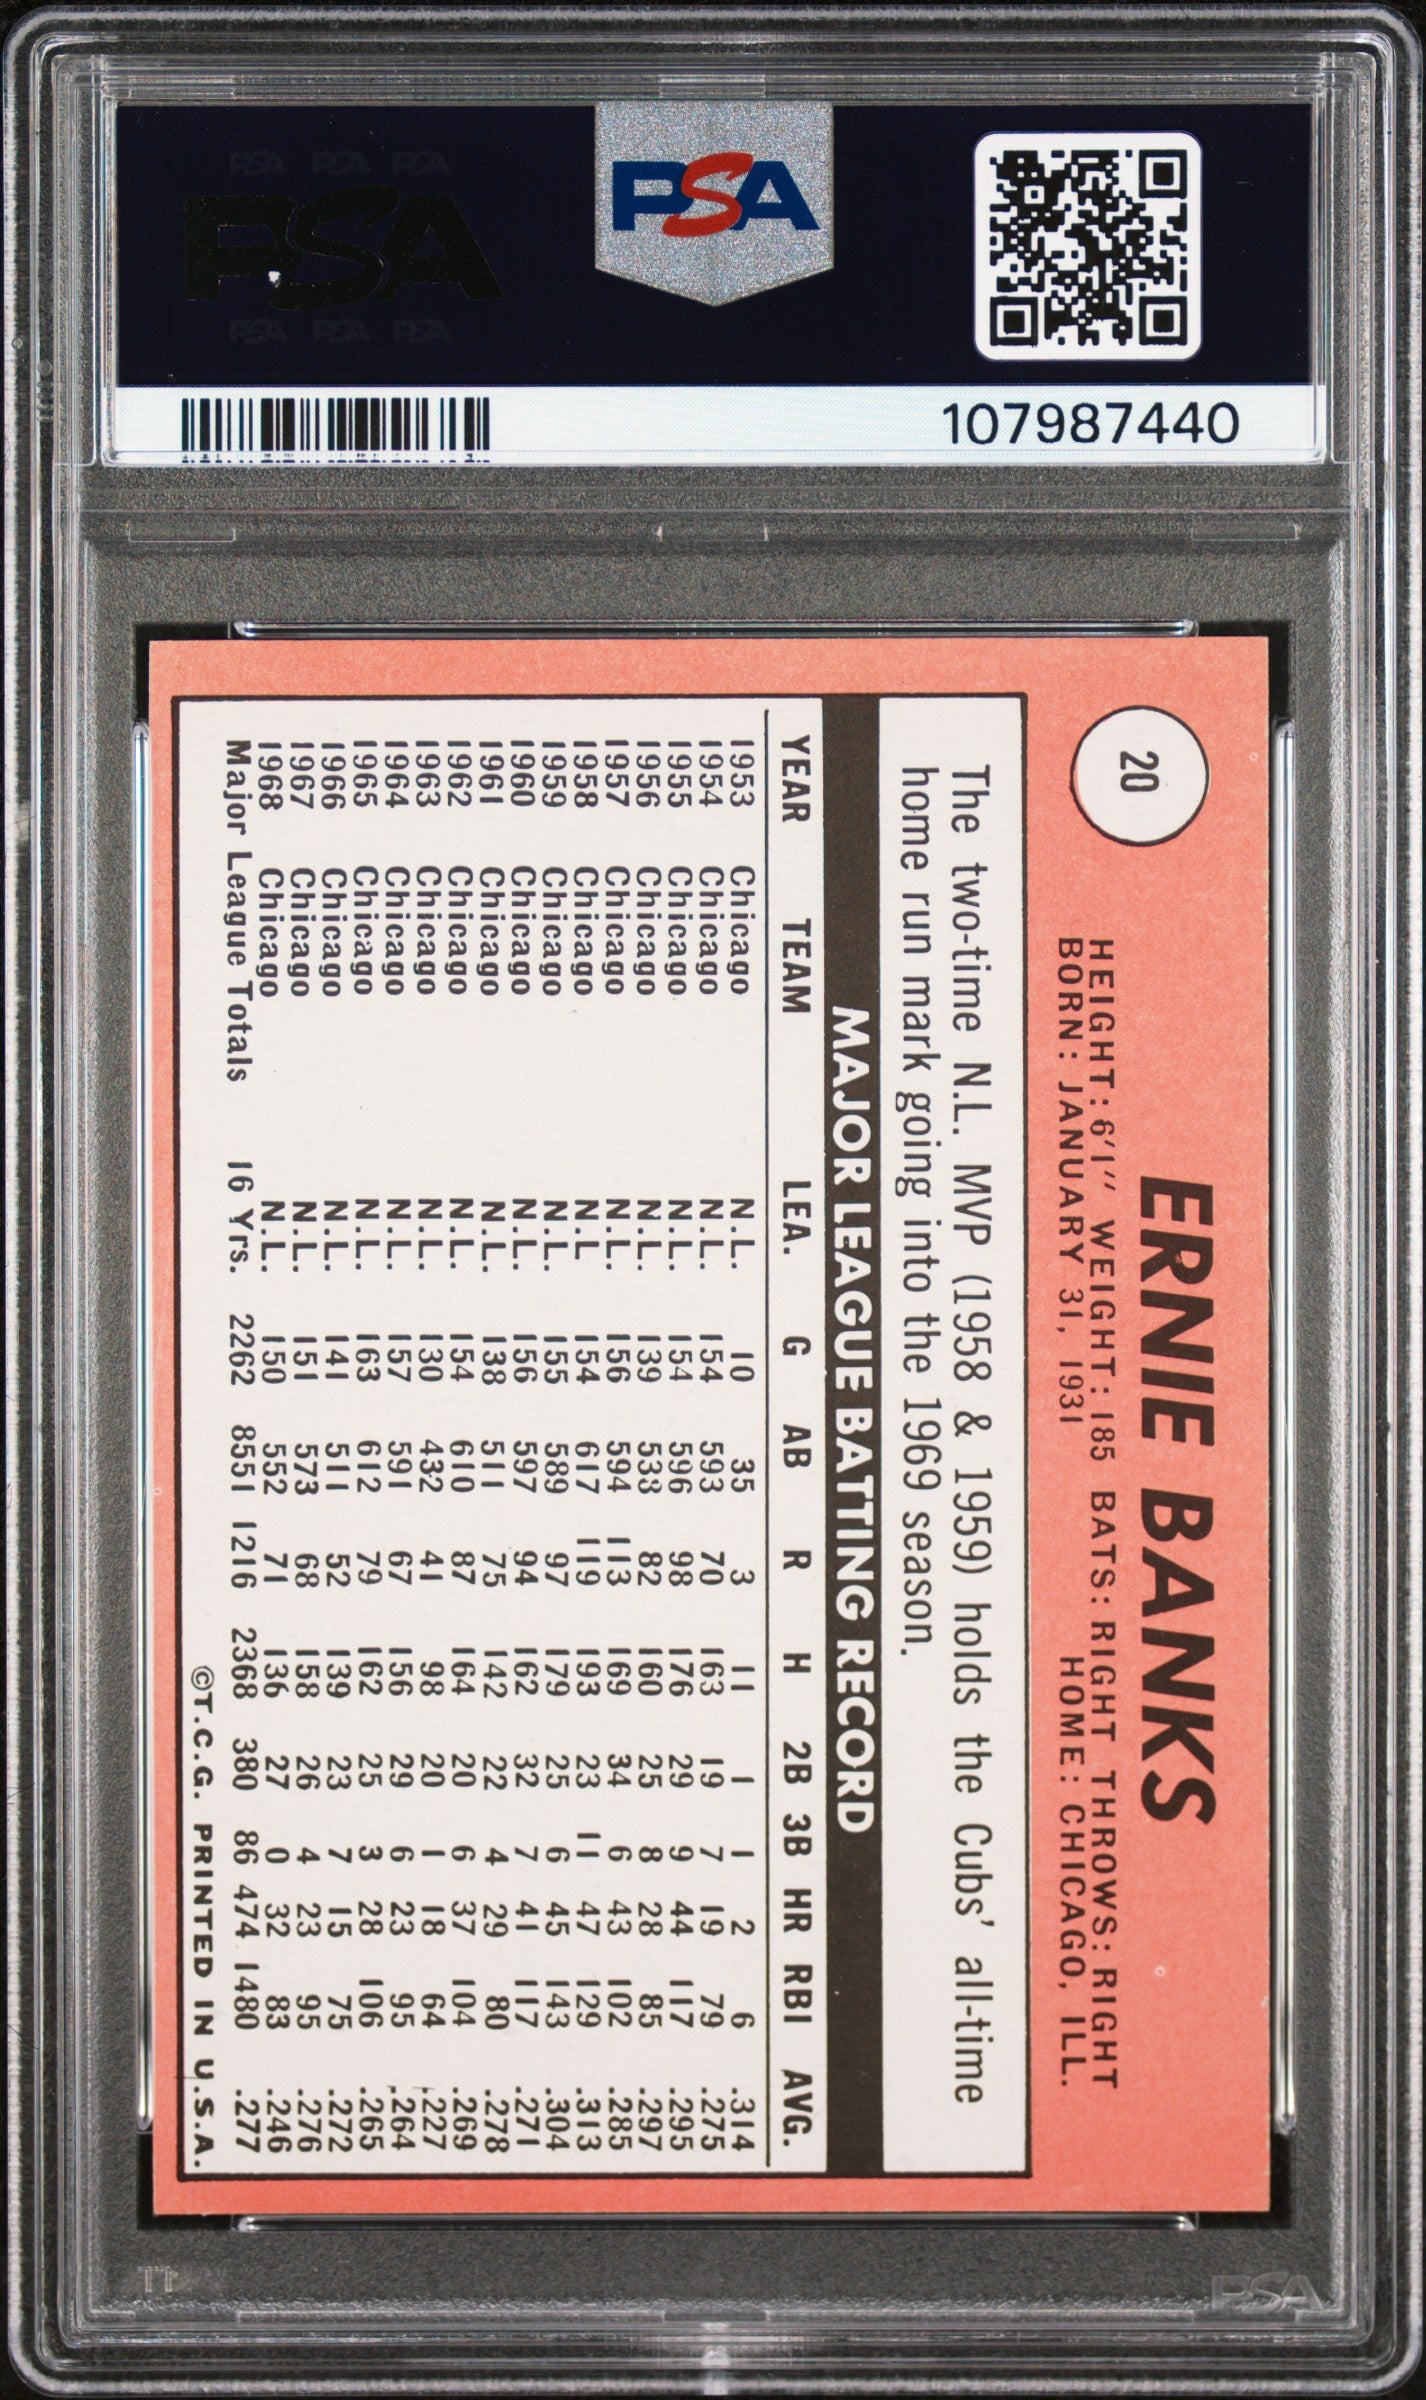 PSA PSA PSA
PSA
PSA PSA PSA
PSA
107987440
20
ERNIE BANKS
HEIGHT: 6'1" WEIGHT: 185 BATS: RIGHT THROWS: RIGHT
BORN: JANUARY 31, 1931 HOME: CHICAGO, ILL.
The two-time N.L. MVP (1958 & 1959) holds the Cubs' all-time
home run mark going into the 1969 season.
MAJOR LEAGUE BATTING RECORD
YEAR TEAM LEA. G AB R H 2B 3B HR RBI AVG.
1953 Chicago N.L. 10 35 3 11 1 1 2 6 .314
1954 Chicago N.L. 154 593 70 163 19 7 19 79 .275
1955 Chicago N.L. 154 596 98 176 29 9 44 117 .295
1956 Chicago N.L. 139 538 82 160 25 8 28 85 .297
1957 Chicago N.L. 156 594 113 169 34 6 43 102 .285
1958 Chicago N.L 154 617 119 193 23 11 47 129 .313
1959 Chicago N.L. 155 589 97 179 25 6 45 143 .304
1960 Chicago N.L. 156 597 94 162 32 7 41 117 .271
1961 Chicago N.L. 138 511 75 142 22 4 29 80 .278
1962 Chicago N.L. 154 610 87 164 20 6 37 104 .269
1963 Chicago N.L. 130 432 41 98 20 1 18 64 .227
1964 Chicago N.L. 157 591 67 156 29 6 23 95 .264
1965 Chicago N.L. 163 612 79 162 25 3 28 106 .265
1966 Chicago N.L. 141 511 52 139 23 7 15 75 .272
1967 Chicago N.L. 151 573 68 158 26 4 23 95 .276
1968 Chicago N.L. 150 552 71 136 27 0 32 83 .246
Major League Totals 16 Yrs. 2262 8551 1216 2368 380 86 474 1480 .277
©T.C.G. PRINTED IN U.S.A.
PSA